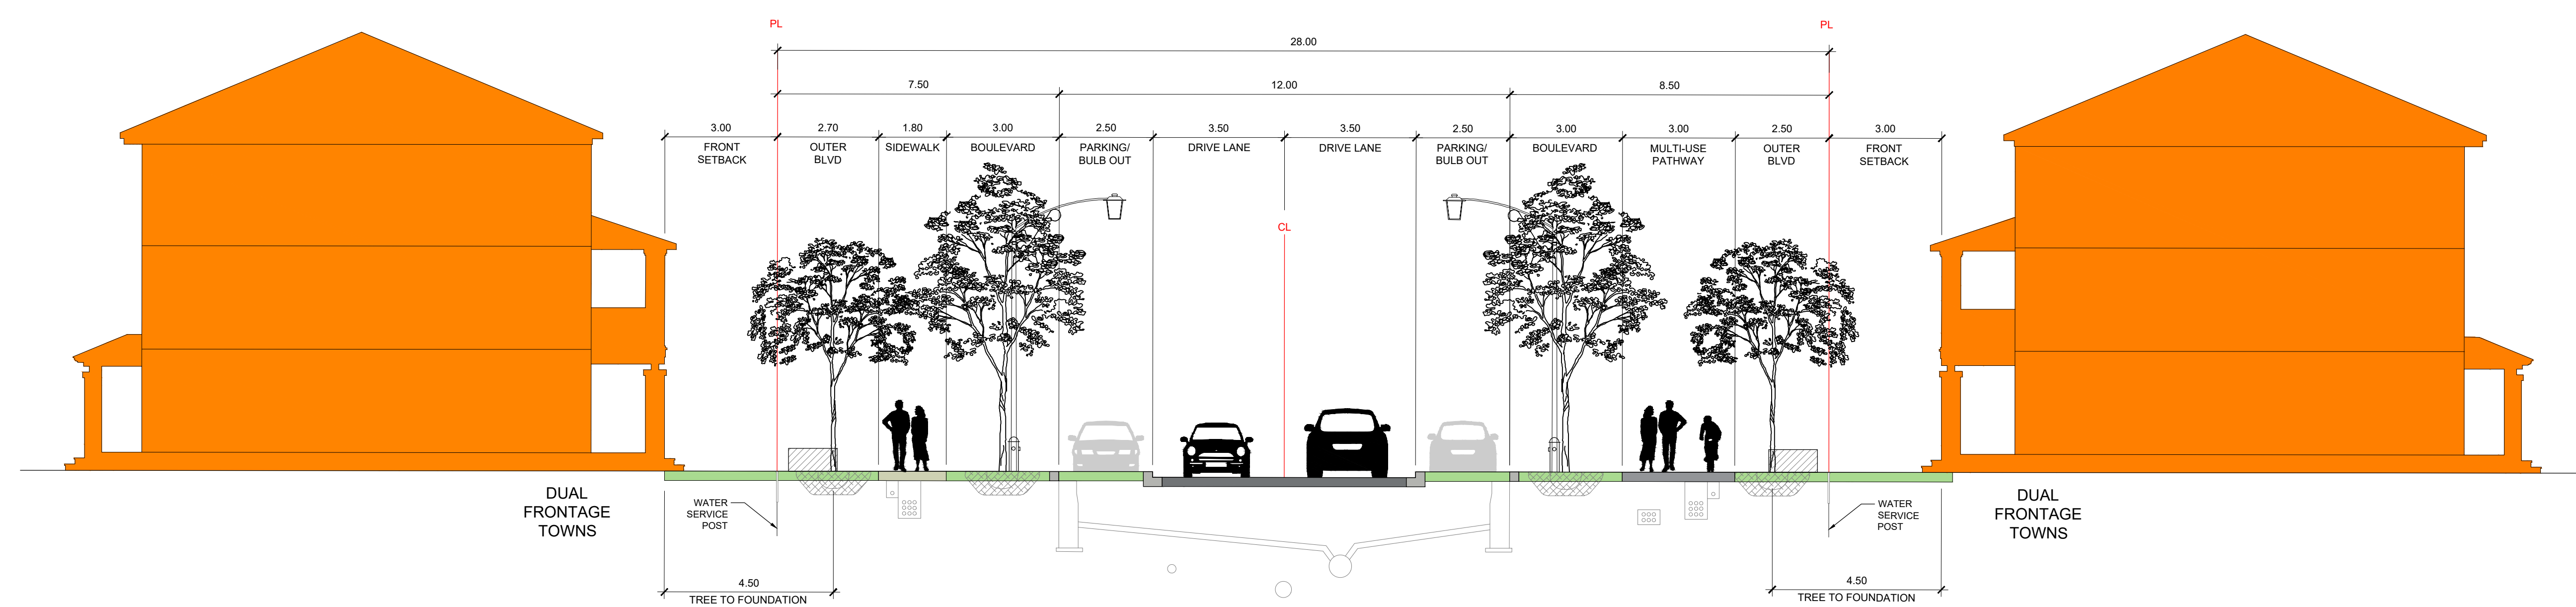 PL
PL
28.00
7.50
12.00
8.50
3.00
2.70
1.80
3.00
2.50
3.50
3.50
2.50
3.00
3.00
2.50
3.00
FRONT
SETBACK
OUTER
BLVD
SIDEWALK
BOULEVARD
PARKING/
BULB OUT
DRIVE LANE
DRIVE LANE
PARKING/
BULB OUT
BOULEVARD
MULTI-USE
PATHWAY
OUTER
BLVD
FRONT
SETBACK
CL
DUAL
FRONTAGE
TOWNS
WATER
SERVICE
POST
WATER
SERVICE
POST
DUAL
FRONTAGE
TOWNS
4.50
TREE TO FOUNDATION
4.50
TREE TO FOUNDATION